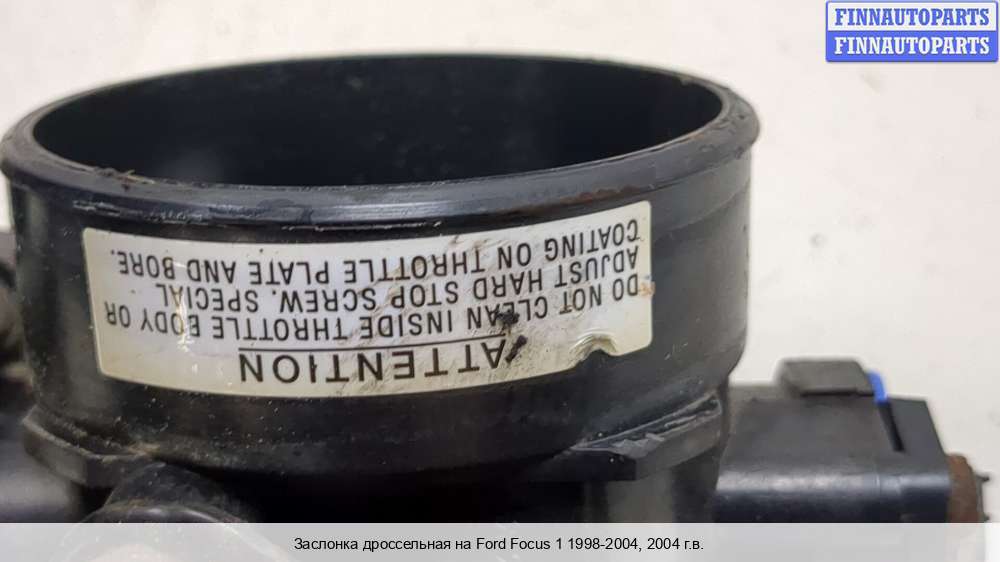 FINNAUTOPARTS
FINNAUTOPARTS
ATTENTION
DO NOT CLEAN INSIDE THROTTLE BODY OR
ADJUST HARD STOP SCREW. SPECIAL
COATING ON THROTTLE PLATE AND BORE.
Заслонка дроссельная на Ford Focus 1 1998-2004, 2004 г.в.